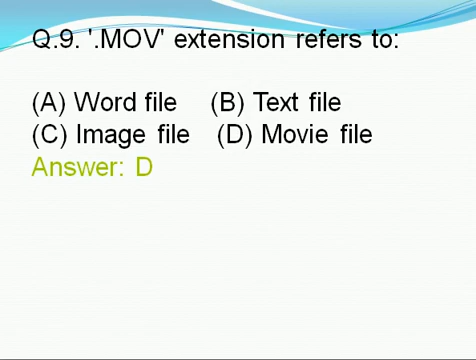 Q.9. '.MOV' extension refers to:
(A) Word file (B) Text file
(C) Image file (D) Movie file
Answer: D